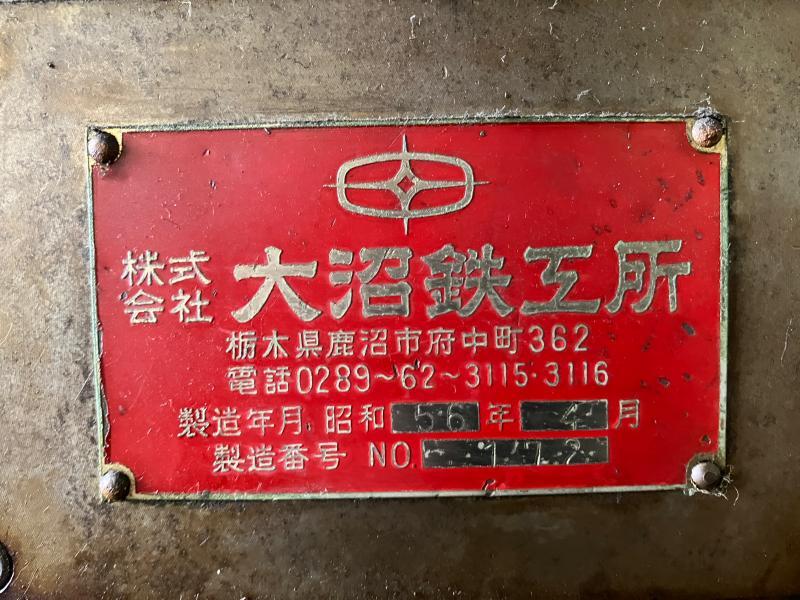 株式会社 大沼鉄工所
栃木県鹿沼市府中町362
電話0289~62~3115・3116
製造年月 昭和 56 年 4 月
製造番号 NO. 772